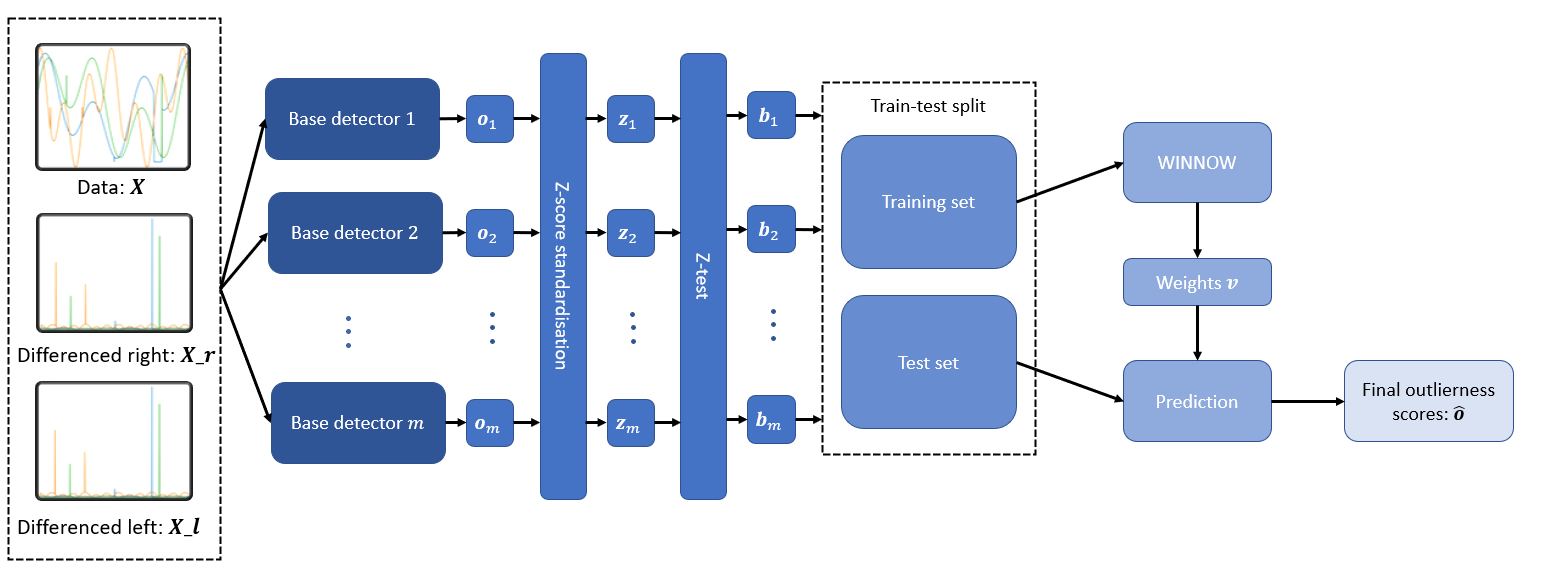 Data: X
Differenced right: X_r
Differenced left: X_l
Base detector 1
Base detector 2
Base detector m
o₁
o₂
oₘ
Z-score standardisation
z₁
z₂
zₘ
Z-test
b₁
b₂
bₘ
Train-test split
Training set
Test set
WINNOW
Weights v
Prediction
Final outlierness
scores: ô